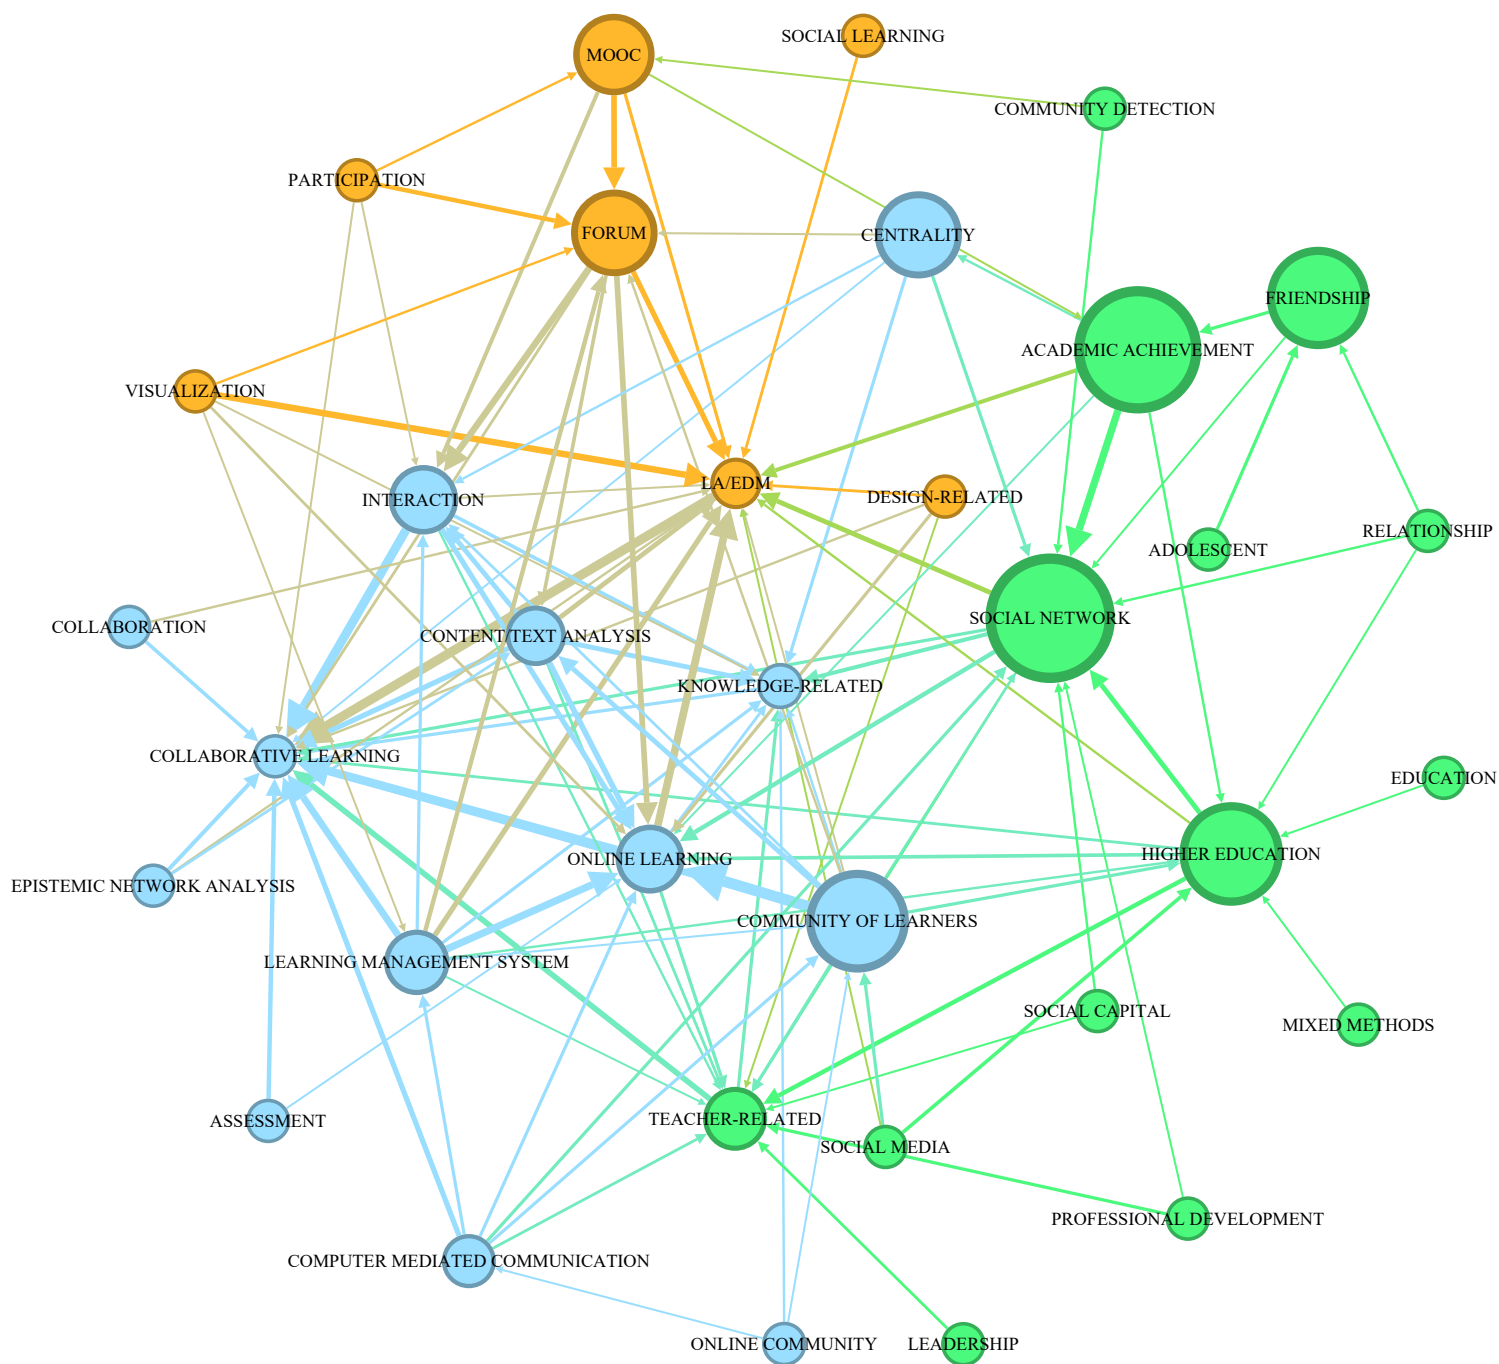 SOCIAL LEARNING
MOOC
COMMUNITY DETECTION
PARTICIPATION
FORUM
CENTRALITY
FRIENDSHIP
ACADEMIC ACHIEVEMENT
VISUALIZATION
LA/EDM
DESIGN-RELATED
INTERACTION
RELATIONSHIP
ADOLESCENT
SOCIAL NETWORK
COLLABORATION
CONTENT/TEXT ANALYSIS
KNOWLEDGE-RELATED
COLLABORATIVE LEARNING
EDUCATION
HIGHER EDUCATION
ONLINE LEARNING
EPISTEMIC NETWORK ANALYSIS
COMMUNITY OF LEARNERS
LEARNING MANAGEMENT SYSTEM
SOCIAL CAPITAL
MIXED METHODS
TEACHER-RELATED
ASSESSMENT
SOCIAL MEDIA
PROFESSIONAL DEVELOPMENT
COMPUTER MEDIATED COMMUNICATION
ONLINE COMMUNITY
LEADERSHIP